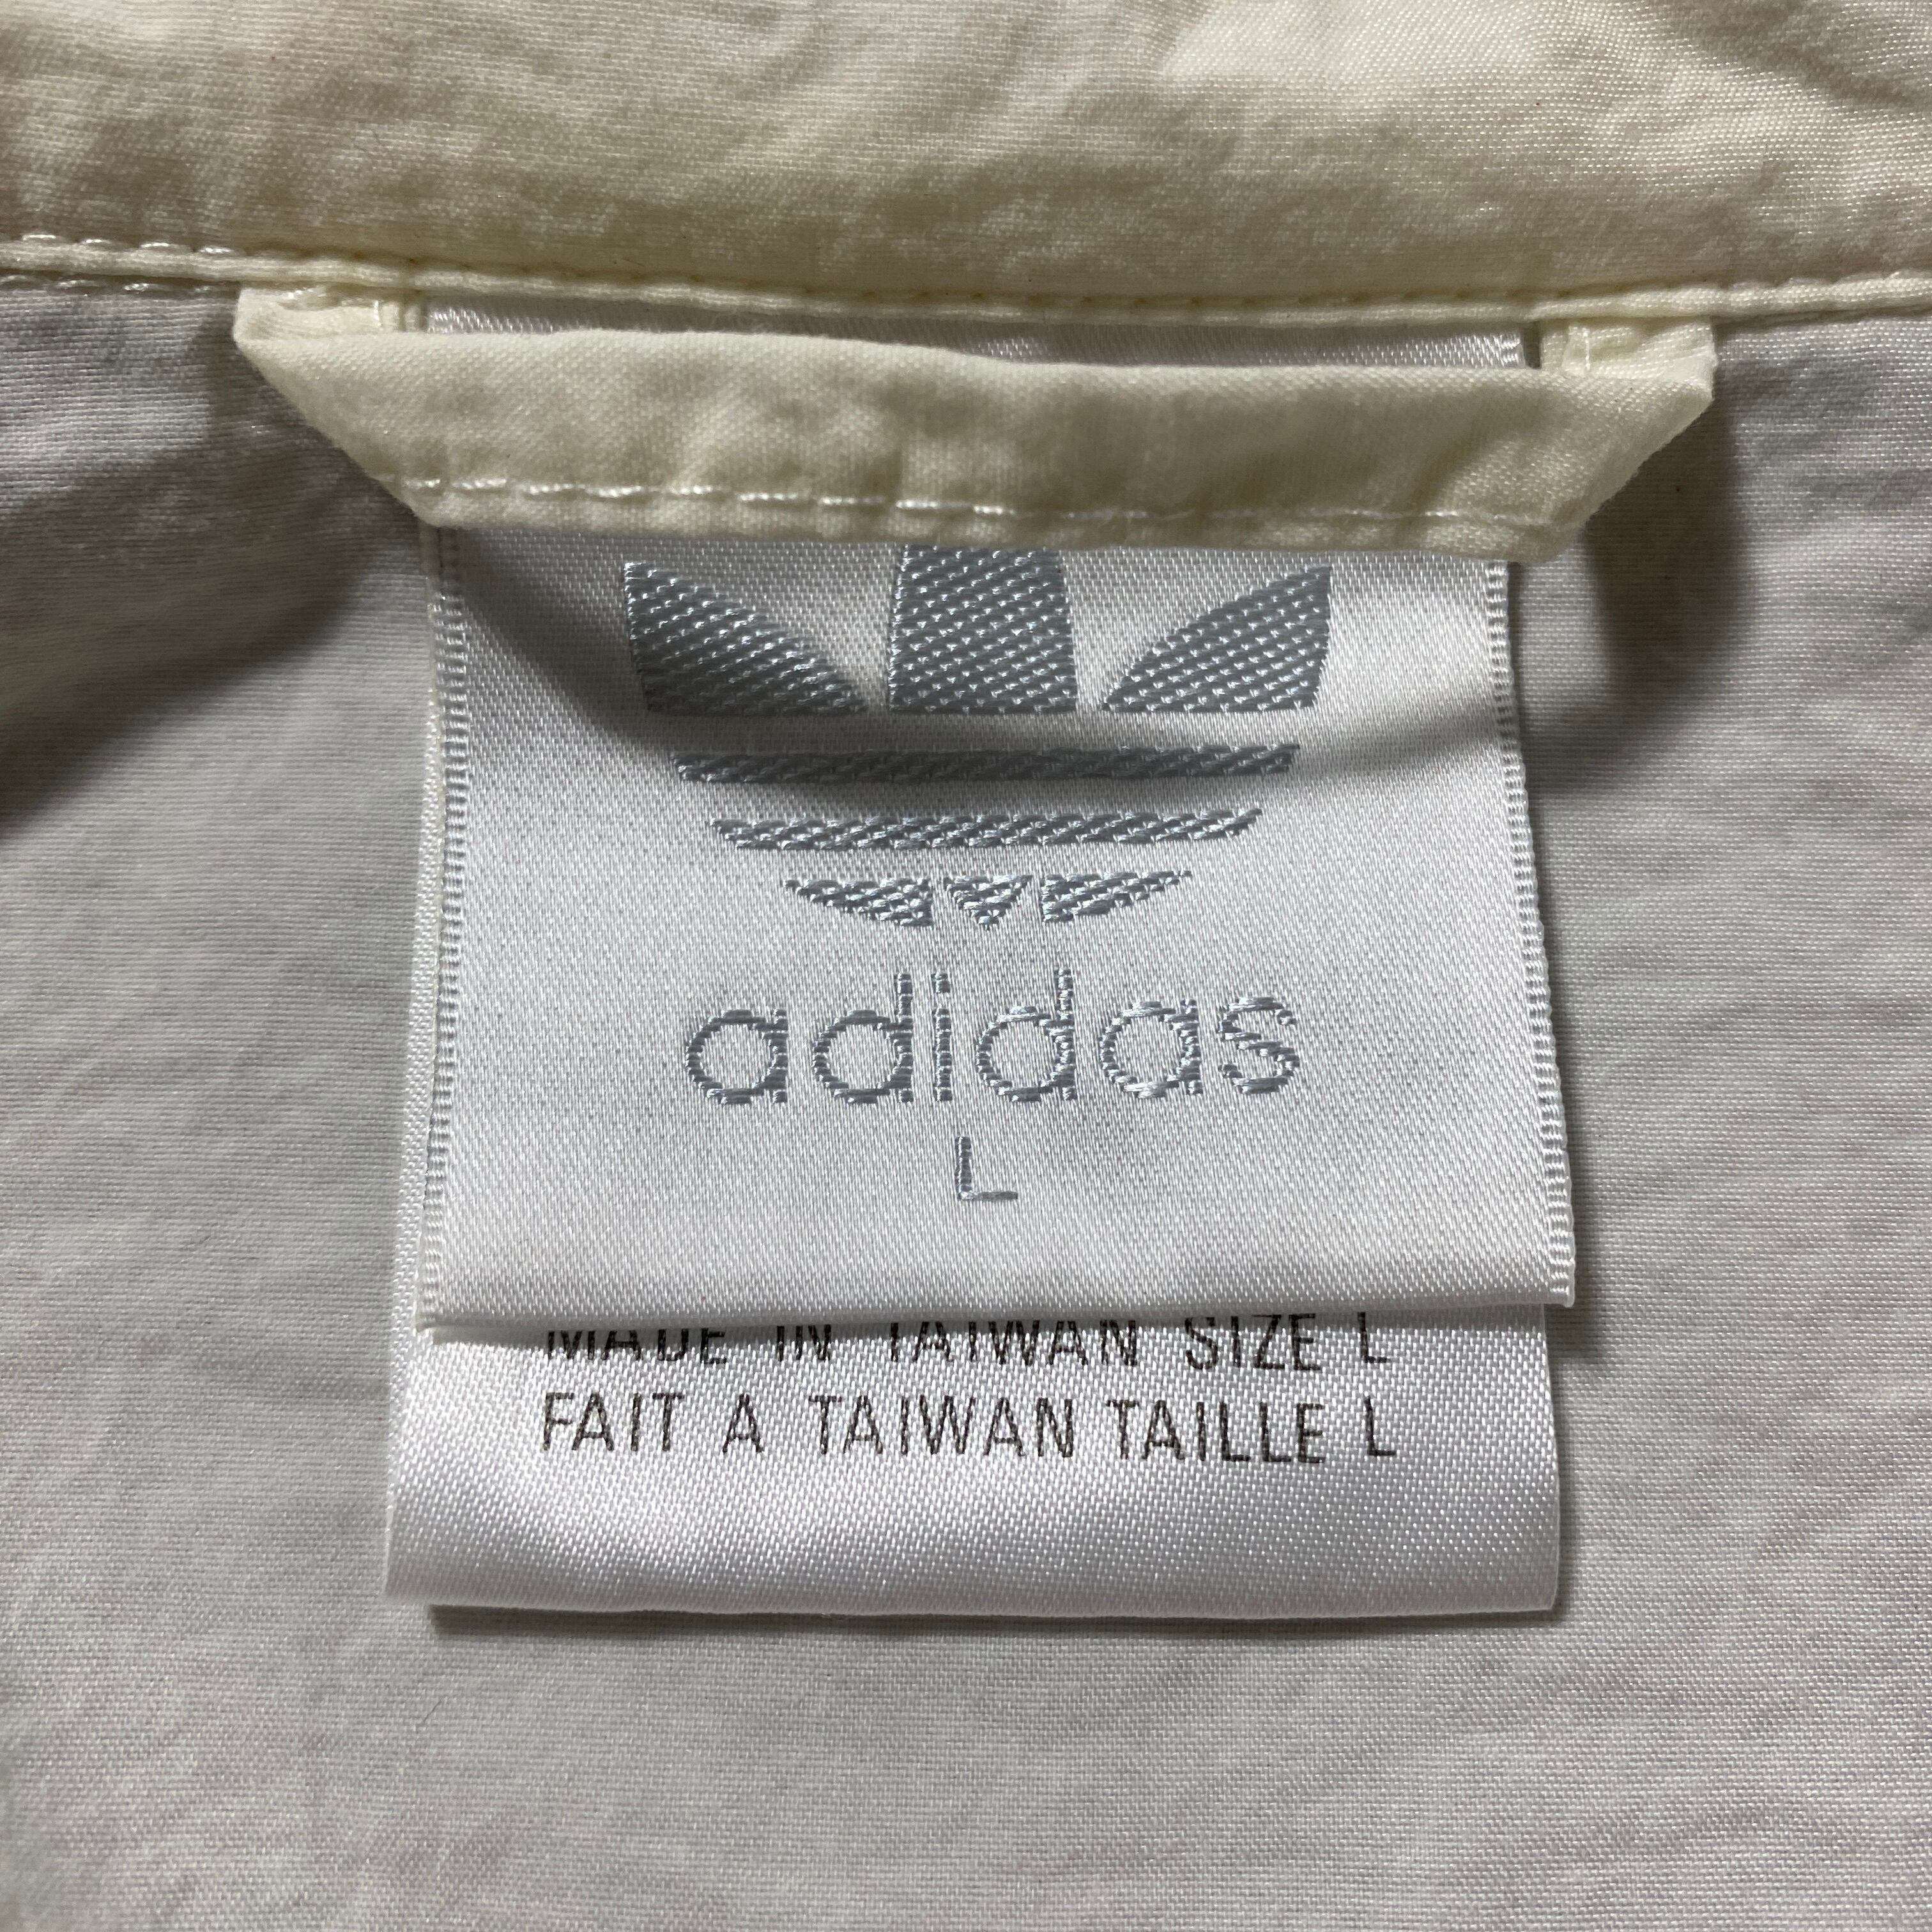 adidas
L
MADE IN TAIWAN SIZE L
FAIT A TAIWAN TAILLE L